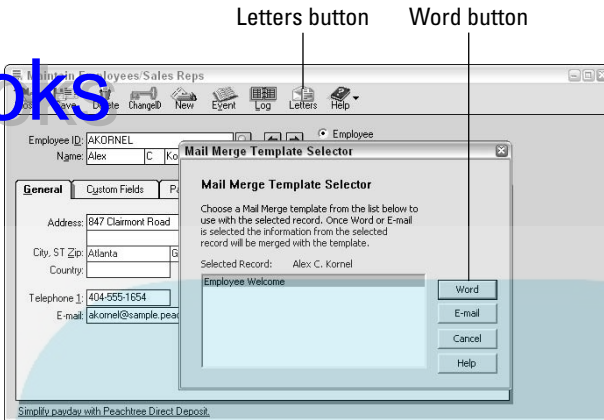 Letters button Word button
Maintain Employees/Sales Reps
oks
Save Delete ChangeID New Event Log Letters Help
Employee ID: AKORNEL Employee
Name: Alex C Ko
Mail Merge Template Selector
Mail Merge Template Selector
General Custom Fields Pa
Choose a Mail Merge template from the list below to
use with the selected record. Once Word or E-mail
is selected the information from the selected
record will be merged with the template.
Address: 847 Clairmont Road
City, ST Zip: Atlanta G
Selected Record: Alex C. Kornel
Country:
Employee Welcome
Word
Telephone 1: 404-555-1654
E-mail
E-mail: akornel@sample.peac
Cancel
Help
Simplify payday with Peachtree Direct Deposit.